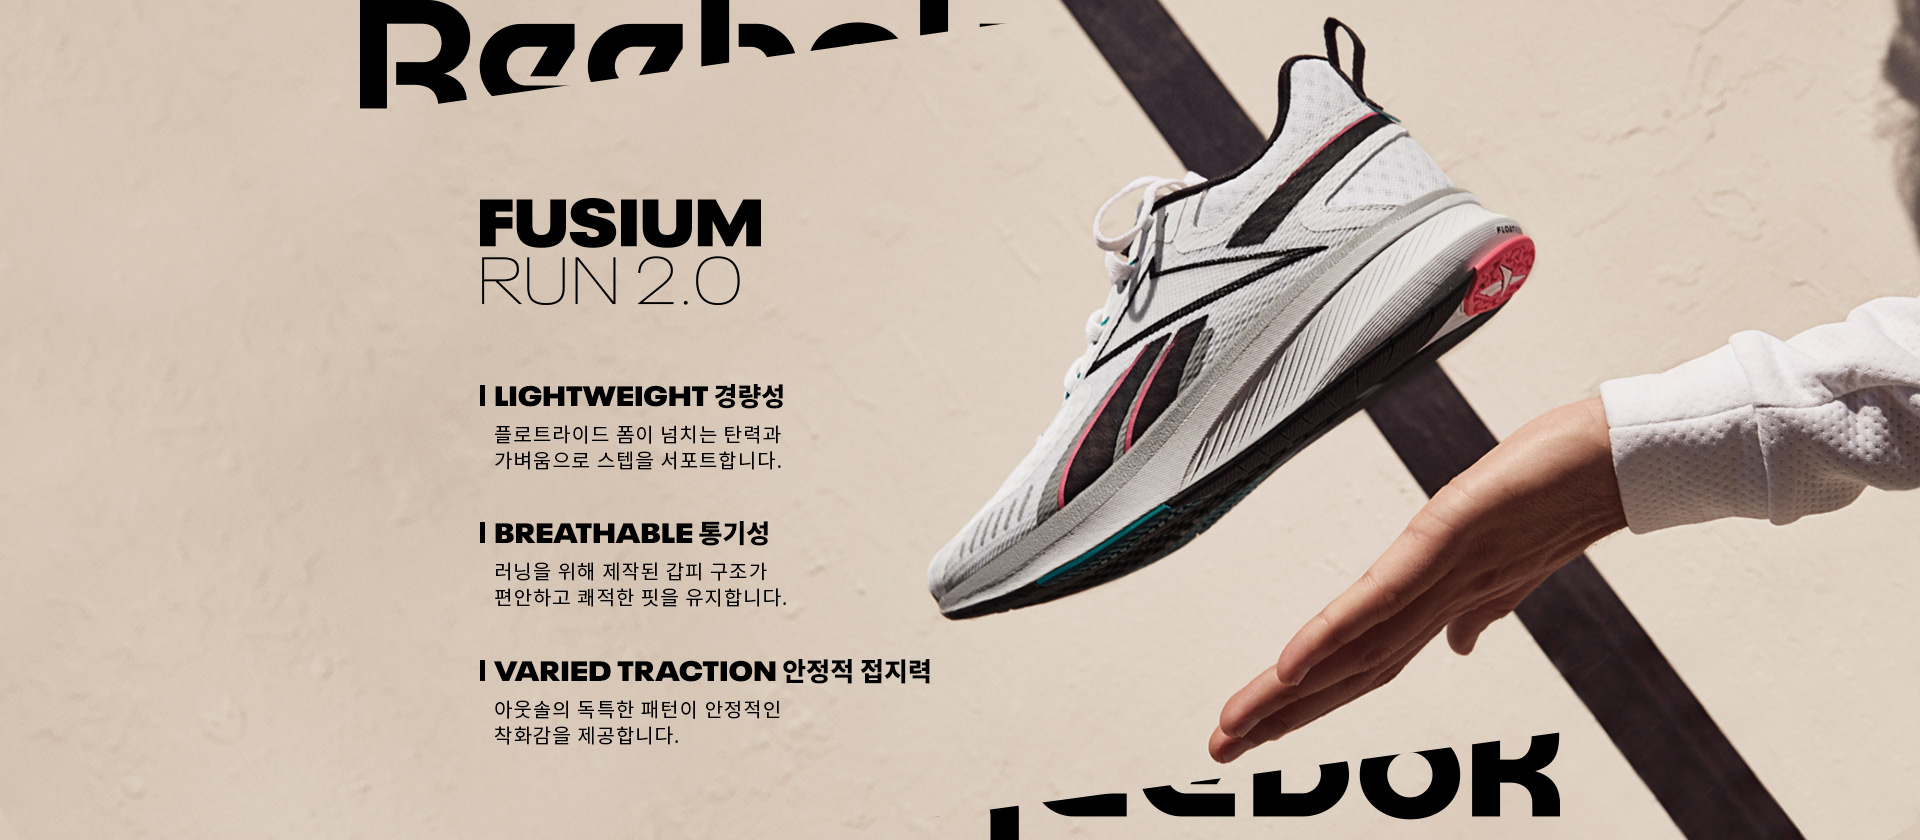 Reebok
FUSIUM
RUN 2.0
LIGHTWEIGHT 경량성
플로트라이드 폼이 넘치는 탄력과
가벼움으로 스텝을 서포트합니다.
BREATHABLE 통기성
러닝을 위해 제작된 갑피 구조가
편안하고 쾌적한 핏을 유지합니다.
VARIED TRACTION 안정적 접지력
아웃솔의 독특한 패턴이 안정적인
착화감을 제공합니다.
Reebok